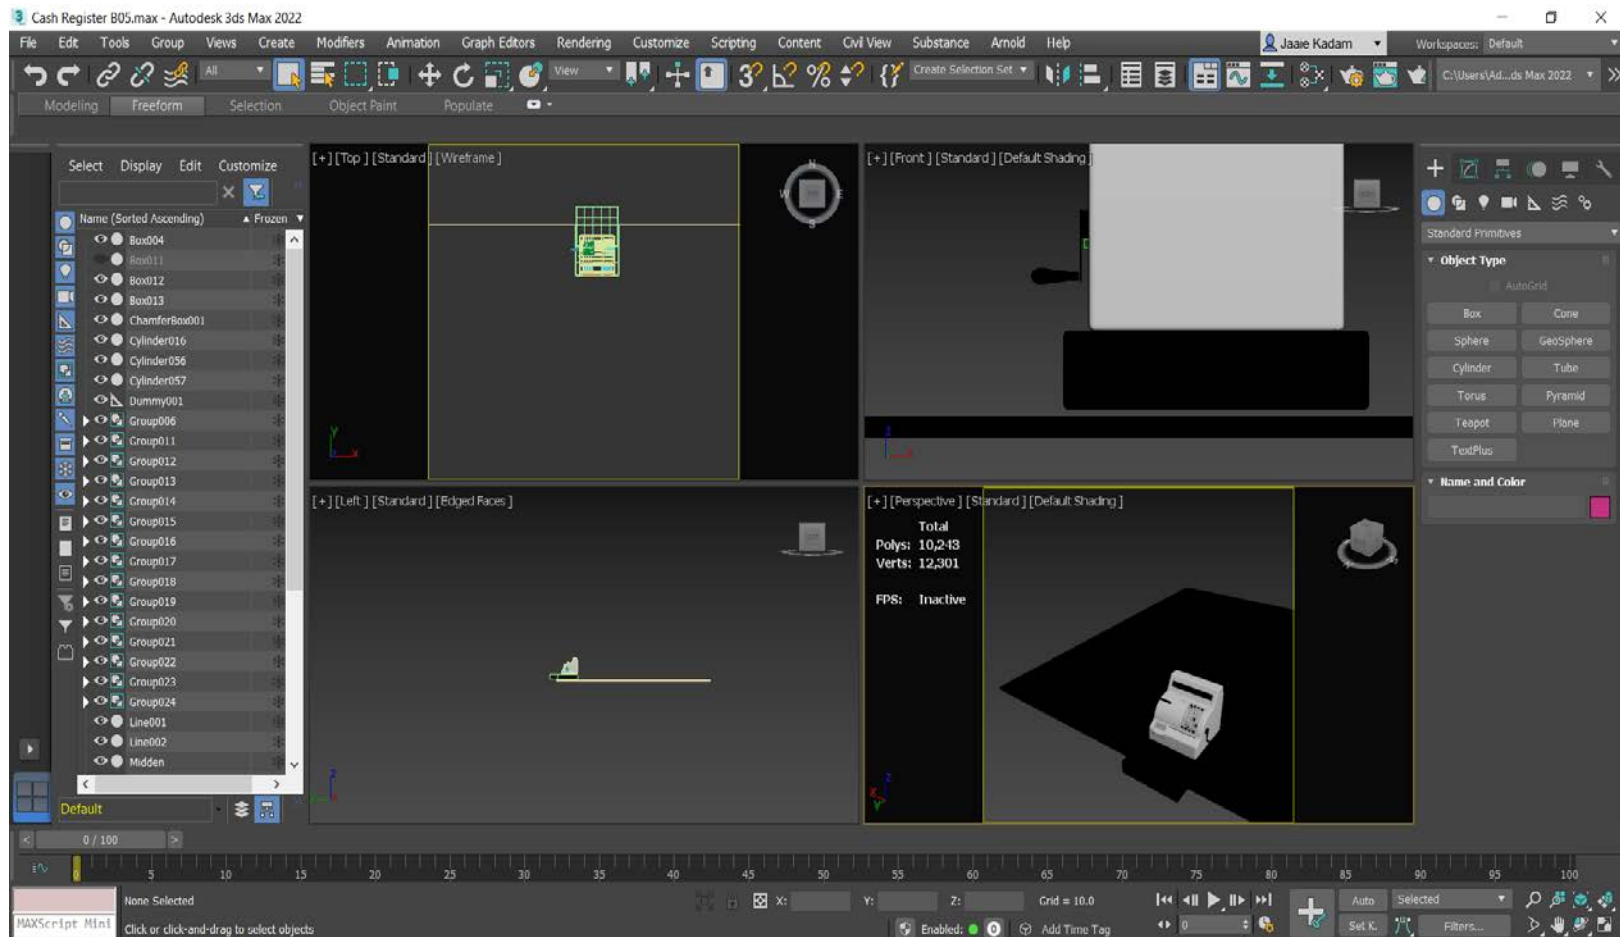 3 Cash Register B05.max - Autodesk 3ds Max 2022
File Edit Tools Group Views Create Modifiers Animation Graph Editors Rendering Customize Scripting Content Civil View Substance Arnold Help Jaaie Kadam Workspaces: Default
All View Create Selection Set C:\Users\Ad...ds Max 2022
Modeling Freeform Selection Object Paint Populate
Select Display Edit Customize
Name (Sorted Ascending) Frozen
Box004
Box011
Box012
Box013
ChamferBox001
Cylinder016
Cylinder056
Cylinder057
Dummy001
Group006
Group011
Group012
Group013
Group014
Group015
Group016
Group017
Group018
Group019
Group020
Group021
Group022
Group023
Group024
Line001
Line002
Midden
Default
[+] [Top ] [Standard ] [Wireframe ]
N
W E
S
y
x
[+] [Front ] [Standard ] [Default Shading ]
z
x
[+] [Left ] [Standard ] [Edged Faces ]
z
[+] [Perspective ] [Standard ] [Default Shading ]
Total
Polys: 10,243
Verts: 12,301
FPS: Inactive
z
x
y
Standard Primitives
Object Type
AutoGrid
Box Cone
Sphere GeoSphere
Cylinder Tube
Torus Pyramid
Teapot Plane
TextPlus
Name and Color
< 0 / 100 >
0 5 10 15 20 25 30 35 40 45 50 55 60 65 70 75 80 85 90 95 100
None Selected X: Y: Z: Grid = 10.0 Auto Selected
MAXScript Mini Click or click-and-drag to select objects Enabled: 0 Add Time Tag 0 Set K. Filters...